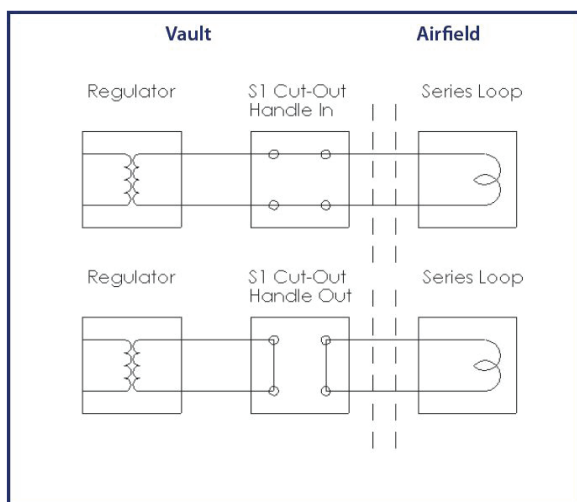 Vault Airfield
Regulator S1 Cut-Out Series Loop
Handle In
Regulator S1 Cut-Out Series Loop
Handle Out